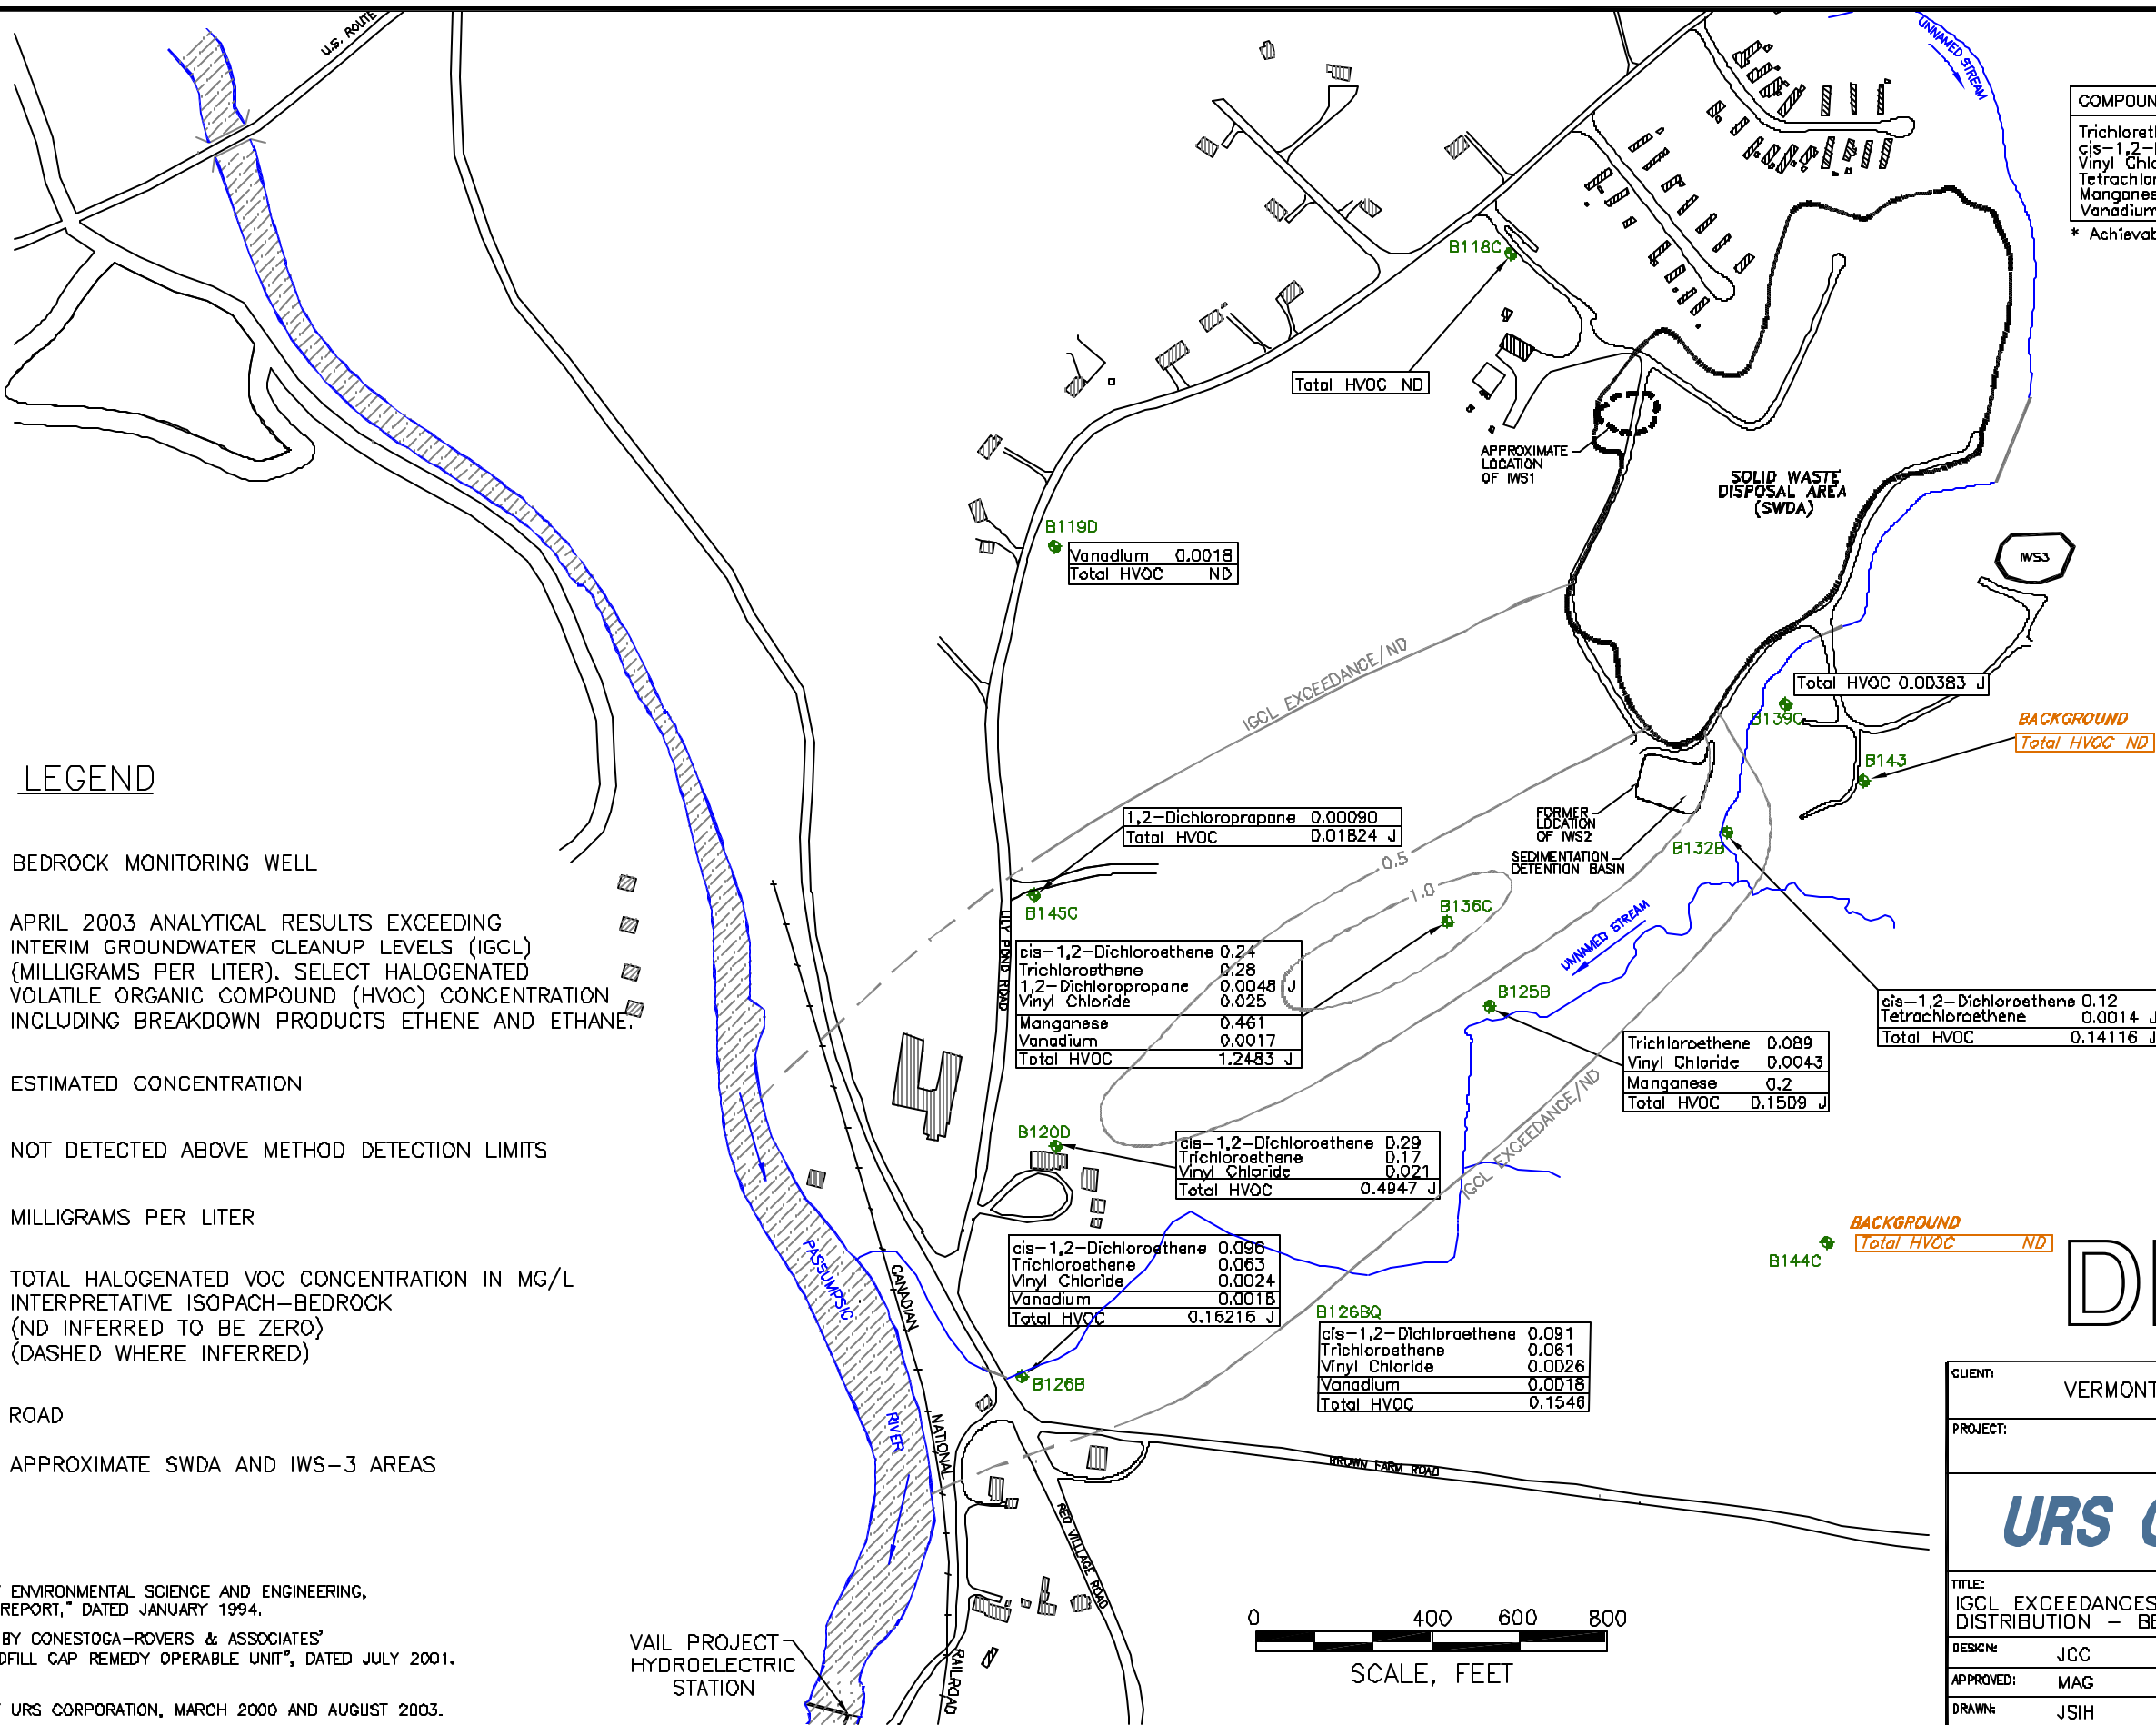 U.S. ROUTE
UNNAMED STREAM
COMPOUN
Trichloreth
cis-1,2-
Vinyl Chlo
Tetrachlor
Manganes
Vanadium
* Achievab
B118C
Total HVOC ND
APPROXIMATE
LOCATION
OF IWS1
SOLID WASTE
DISPOSAL AREA
(SWDA)
IWS3
B119D
Vanadium 0.0018
Total HVOC ND
IGCL EXCEEDANCE/ND
Total HVOC 0.00383 J
B139C
BACKGROUND
Total HVOC ND
B143
LEGEND
BEDROCK MONITORING WELL
APRIL 2003 ANALYTICAL RESULTS EXCEEDING
INTERIM GROUNDWATER CLEANUP LEVELS (IGCL)
(MILLIGRAMS PER LITER). SELECT HALOGENATED
VOLATILE ORGANIC COMPOUND (HVOC) CONCENTRATION
INCLUDING BREAKDOWN PRODUCTS ETHENE AND ETHANE.
ESTIMATED CONCENTRATION
NOT DETECTED ABOVE METHOD DETECTION LIMITS
MILLIGRAMS PER LITER
TOTAL HALOGENATED VOC CONCENTRATION IN MG/L
INTERPRETATIVE ISOPACH-BEDROCK
(ND INFERRED TO BE ZERO)
(DASHED WHERE INFERRED)
ROAD
APPROXIMATE SWDA AND IWS-3 AREAS
1,2-Dichloropropane 0.00090
Total HVOC 0.01824 J
B145C
LILY POND ROAD
FORMER
LOCATION
OF IWS2
SEDIMENTATION
DETENTION BASIN
B132B
0.5
1.0
B136C
cis-1,2-Dichloroethene 0.24
Trichloroethene 0.28
1,2-Dichloropropane 0.0048 J
Vinyl Chloride 0.025
Manganese 0.461
Vanadium 0.0017
Total HVOC 1.2483 J
UNNAMED STREAM
B125B
cis-1,2-Dichloroethene 0.12
Tetrachloroethene 0.0014 J
Total HVOC 0.14116 J
Trichloroethene 0.089
Vinyl Chloride 0.0043
Manganese 0.2
Total HVOC 0.1509 J
IGCL EXCEEDANCE/ND
B120D
cis-1,2-Dichloroethene 0.29
Trichloroethene 0.17
Vinyl Chloride 0.021
Total HVOC 0.4947 J
cis-1,2-Dichloroethene 0.096
Trichloroethene 0.063
Vinyl Chloride 0.0024
Vanadium 0.0018
Total HVOC 0.16216 J
B126B
B126BQ
cis-1,2-Dichloroethene 0.091
Trichloroethene 0.061
Vinyl Chloride 0.0026
Vanadium 0.0018
Total HVOC 0.1546
BACKGROUND
Total HVOC ND
B144C
PASSUMPSIC
RIVER
CANADIAN
NATIONAL
RAILROAD
BROWN FARM ROAD
RED VILLAGE ROAD
VAIL PROJECT
HYDROELECTRIC
STATION
0 400 600 800
SCALE, FEET
ENVIRONMENTAL SCIENCE AND ENGINEERING,
REPORT," DATED JANUARY 1994.
BY CONESTOGA-ROVERS & ASSOCIATES'
DFILL CAP REMEDY OPERABLE UNIT", DATED JULY 2001.
URS CORPORATION, MARCH 2000 AND AUGUST 2003.
CLIENT:
VERMONT
PROJECT:
URS
TITLE:
IGCL EXCEEDANCES
DISTRIBUTION - BE
DESIGN: JCC
APPROVED: MAG
DRAWN: JSIH